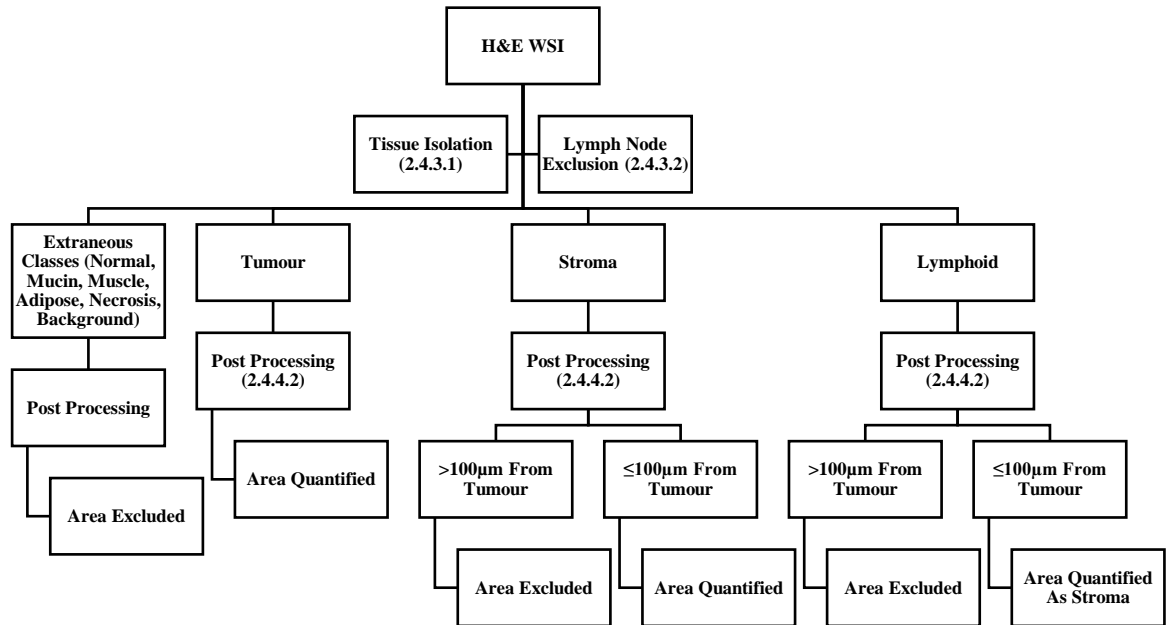 H&E WSI
Tissue Isolation
(2.4.3.1)
Lymph Node
Exclusion (2.4.3.2)
Extraneous
Classes (Normal,
Mucin, Muscle,
Adipose, Necrosis,
Background)
Tumour
Stroma
Lymphoid
Post Processing
Post Processing
(2.4.4.2)
Post Processing
(2.4.4.2)
Post Processing
(2.4.4.2)
Area Excluded
Area Quantified
>100µm From
Tumour
≤100µm From
Tumour
>100µm From
Tumour
≤100µm From
Tumour
Area Excluded
Area Quantified
Area Excluded
Area Quantified
As Stroma